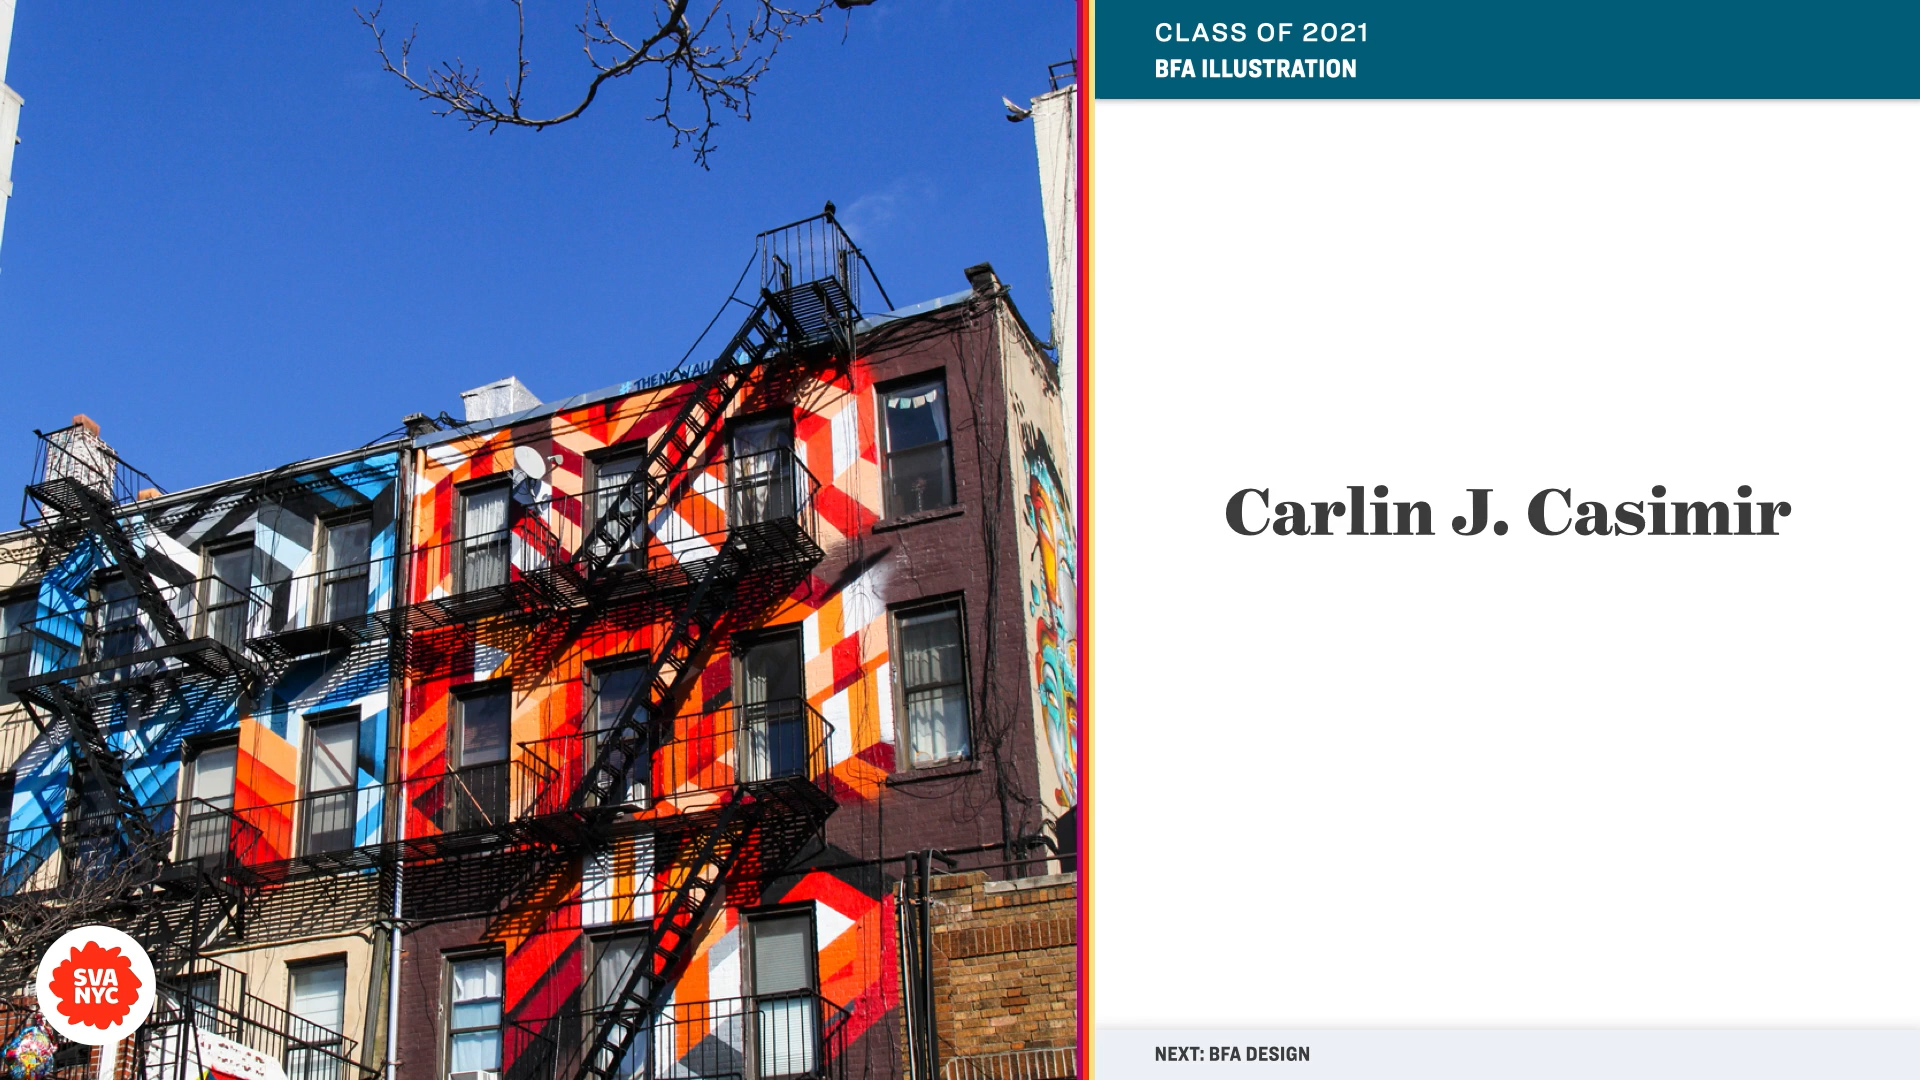 CLASS OF 2021
BFA ILLUSTRATION
Carlin J. Casimir
NEXT: BFA DESIGN
SVA
NYC